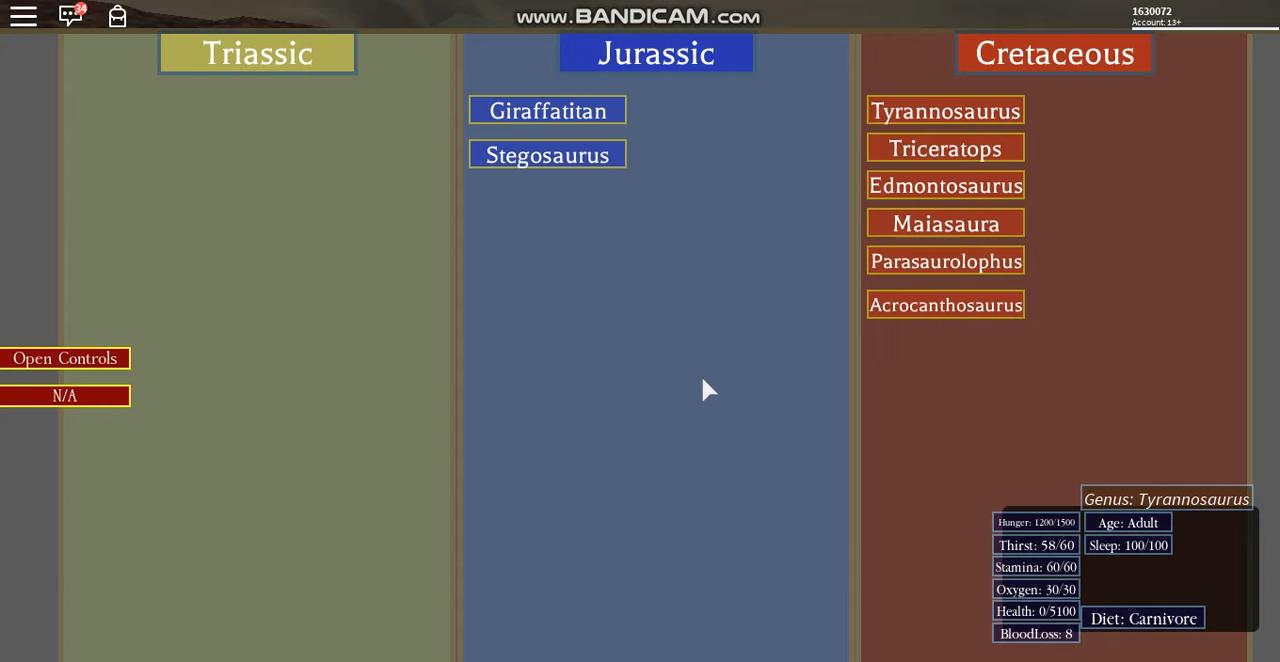 34
www.BANDICAM.com
1630072
Account: 13+
Triassic
Jurassic
Cretaceous
Giraffatitan
Stegosaurus
Tyrannosaurus
Triceratops
Edmontosaurus
Maiasaura
Parasaurolophus
Acrocanthosaurus
Open Controls
N/A
Genus: Tyrannosaurus
Hunger: 1200/1500
Age: Adult
Thirst: 58/60
Sleep: 100/100
Stamina: 60/60
Oxygen: 30/30
Health: 0/5100
Diet: Carnivore
BloodLoss: 8